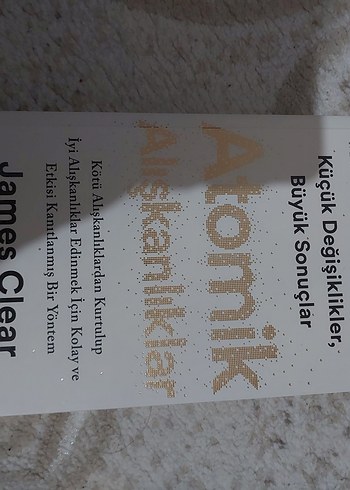 Küçük Değişiklikler,
Büyük Sonuçlar
Atomik
Alışkanlıklar
Kötü Alışkanlıklardan Kurtulup
İyi Alışkanlıklar Edinmek İçin Kolay ve
Etkisi Kanıtlanmış Bir Yöntem
James Clear